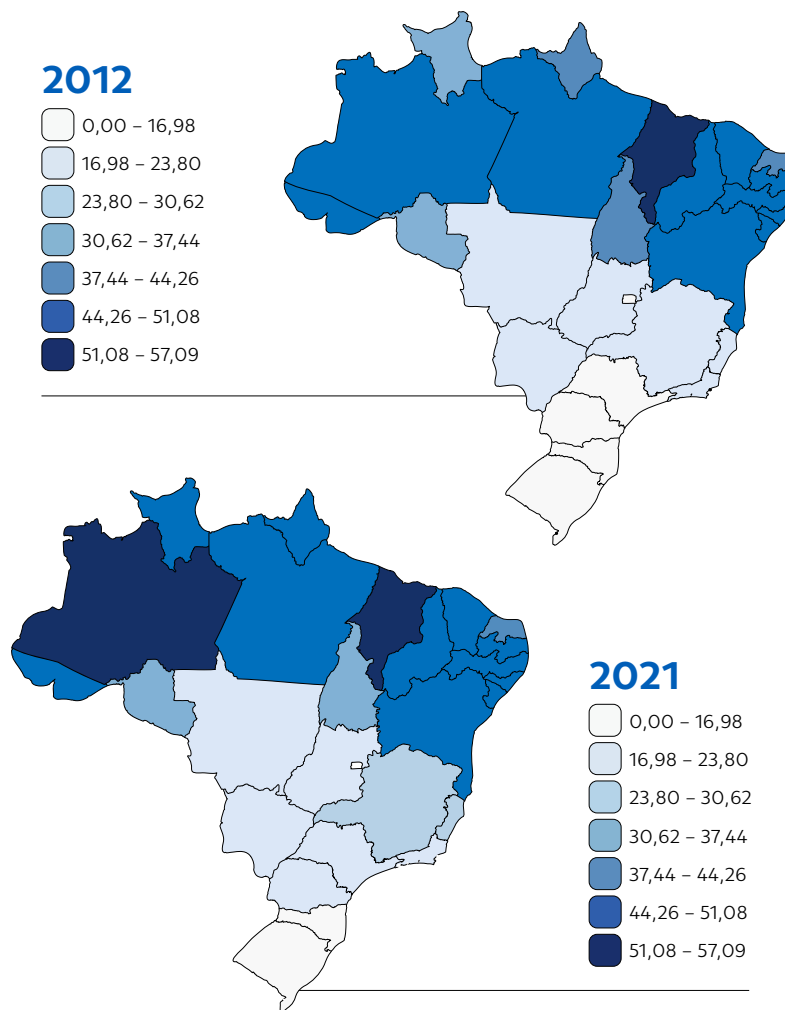 2012
0,00 – 16,98
16,98 – 23,80
23,80 – 30,62
30,62 – 37,44
37,44 – 44,26
44,26 – 51,08
51,08 – 57,09
2021
0,00 – 16,98
16,98 – 23,80
23,80 – 30,62
30,62 – 37,44
37,44 – 44,26
44,26 – 51,08
51,08 – 57,09